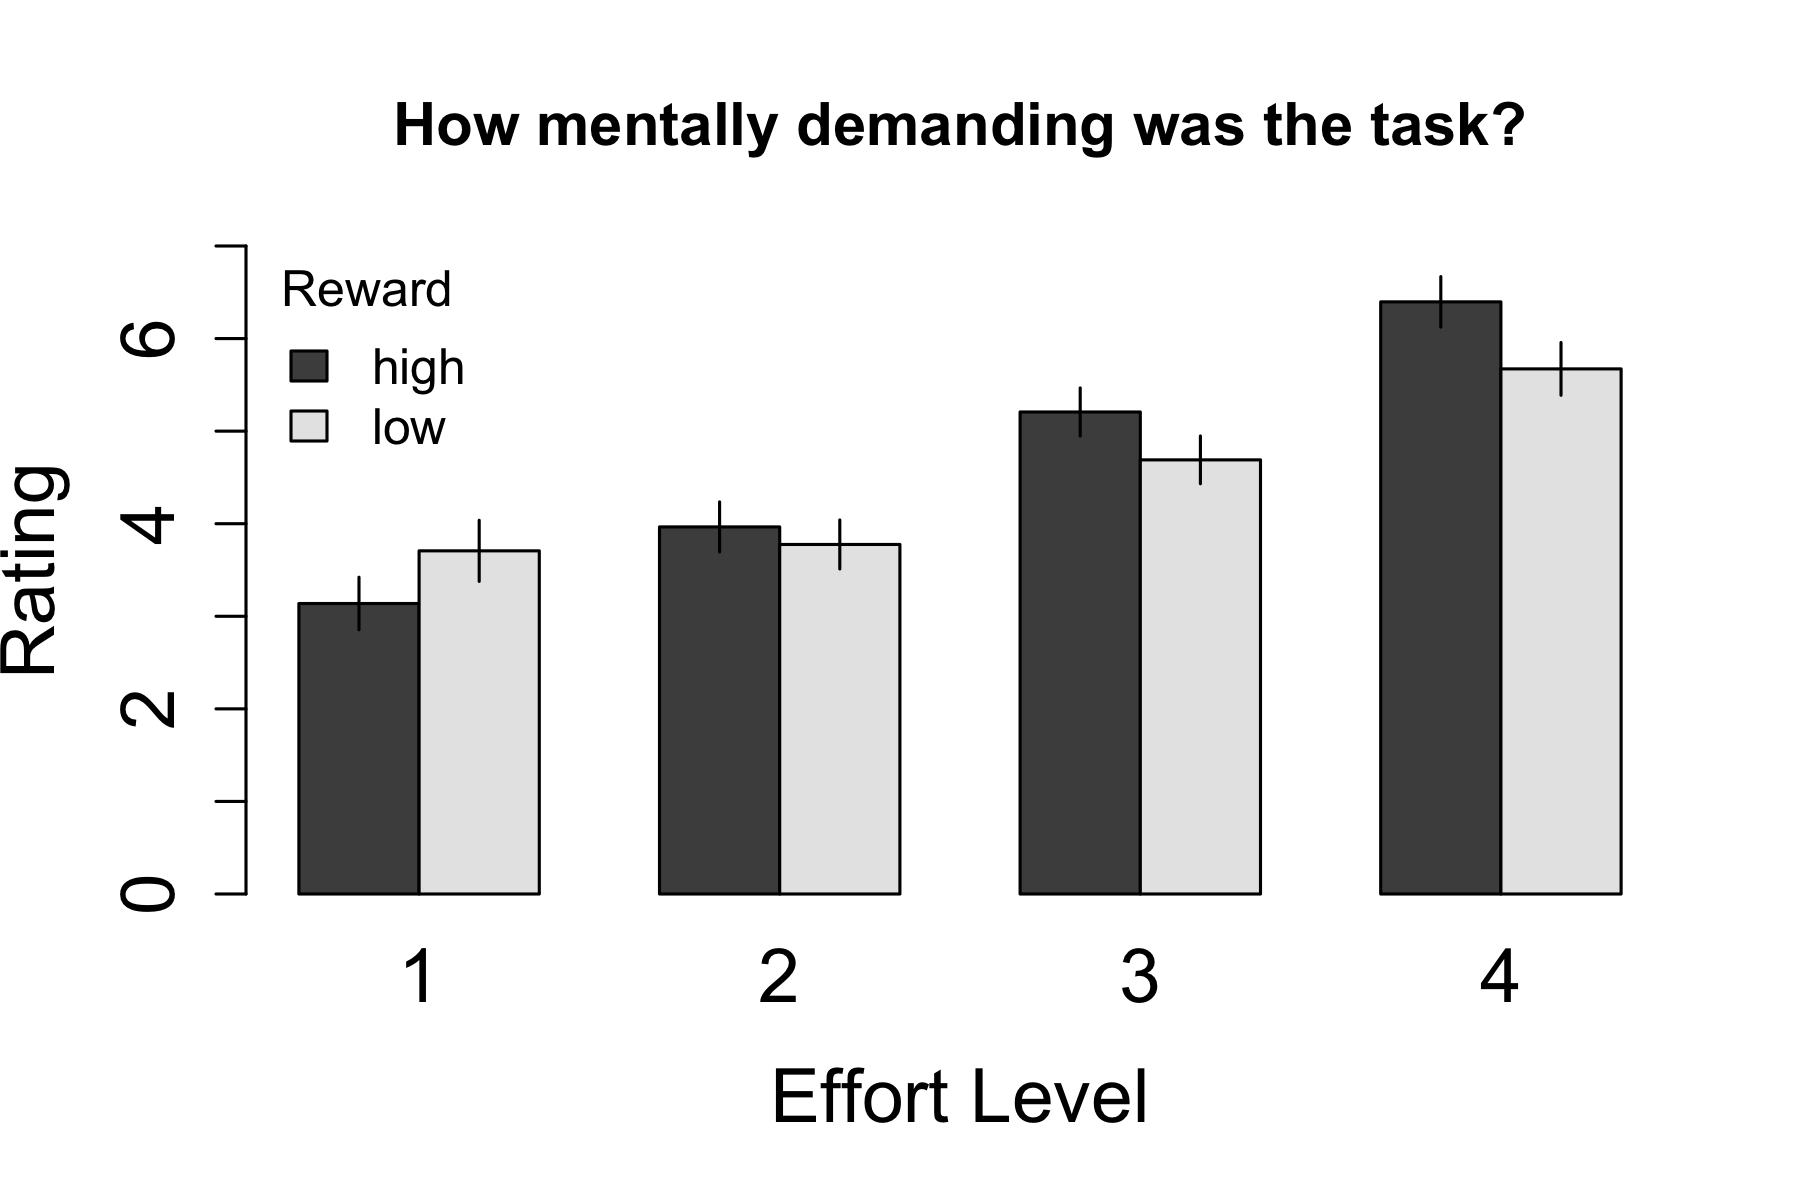 How mentally demanding was the task?
Reward
high
low
Rating
6
4
2
0
1 2 3 4
Effort Level